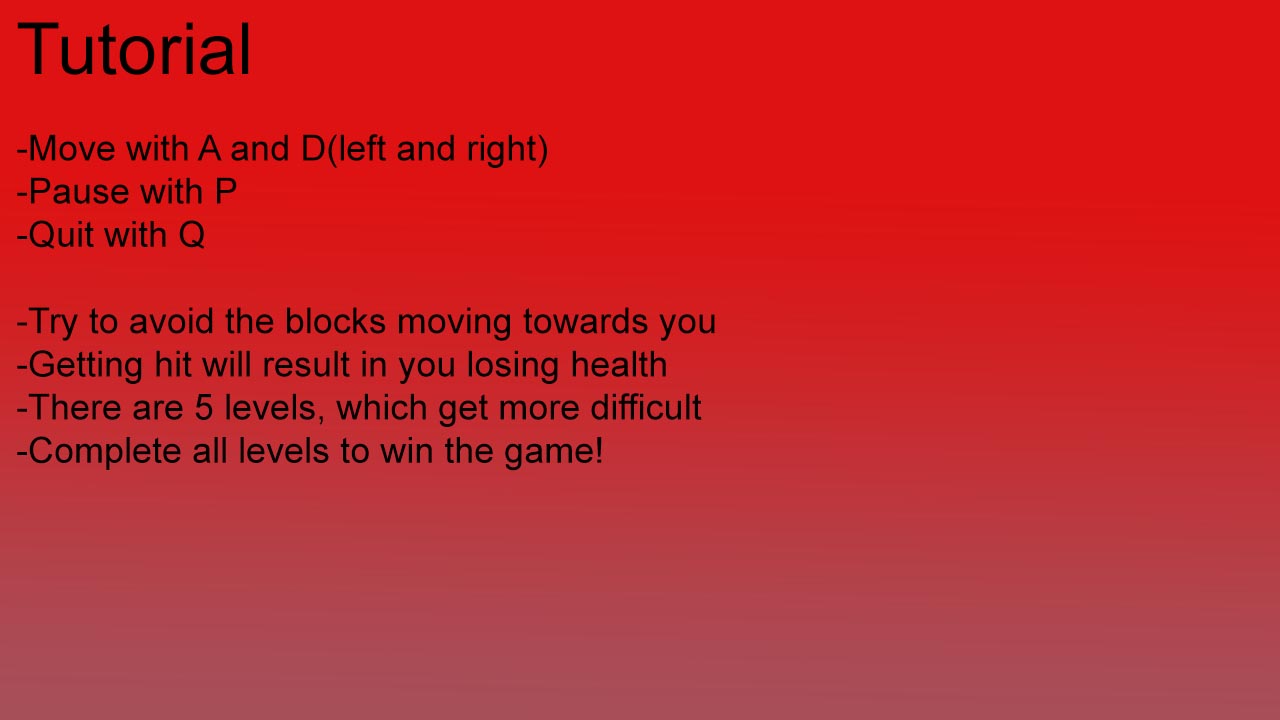 Tutorial
-Move with A and D(left and right)
-Pause with P
-Quit with Q
-Try to avoid the blocks moving towards you
-Getting hit will result in you losing health
-There are 5 levels, which get more difficult
-Complete all levels to win the game!